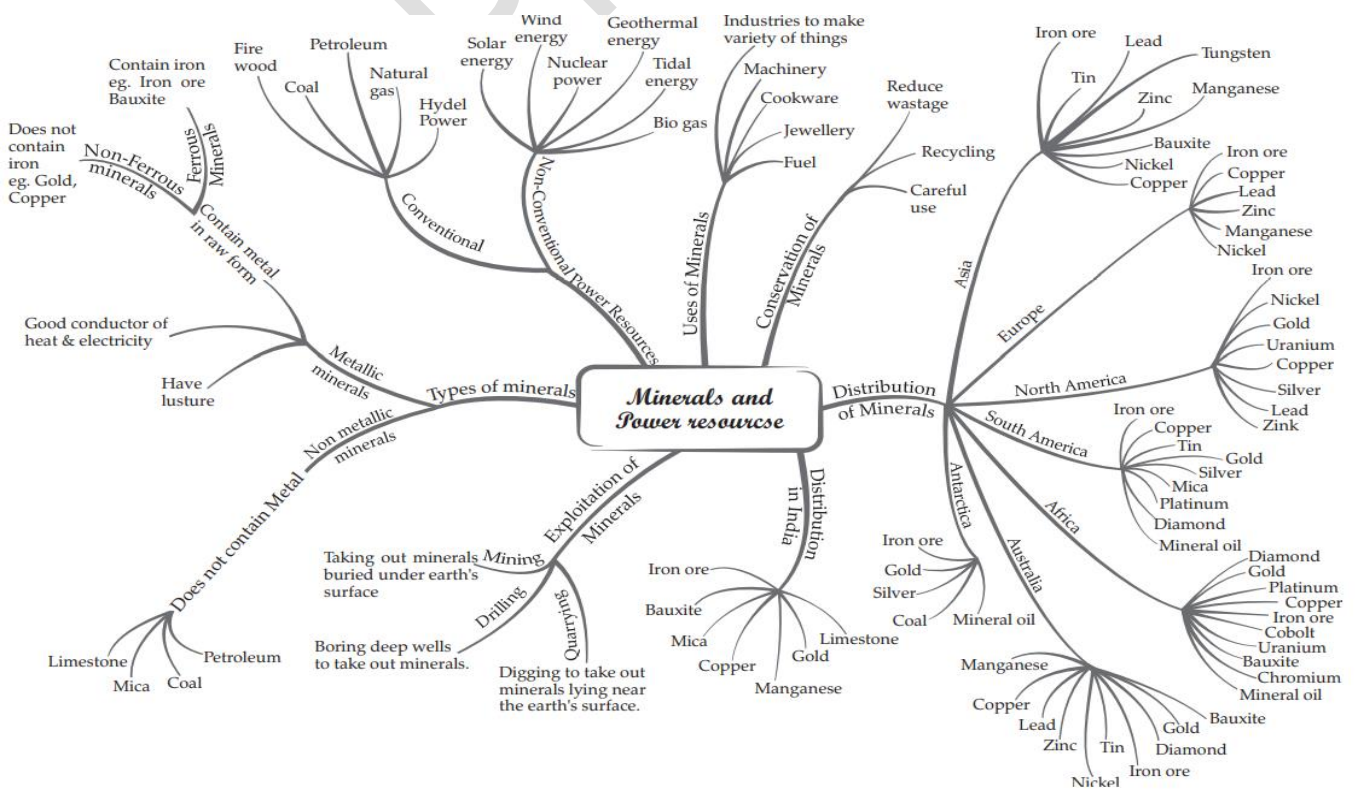 Minerals and
Power resourcse
Types of minerals
Metallic
minerals
Contain metal
in raw form
Ferrous
Minerals
Contain iron
eg. Iron ore
Bauxite
Non-Ferrous
minerals
Does not
contain
iron
eg. Gold,
Copper
Good conductor of
heat & electricity
Have
lusture
Non metallic
minerals
Does not contain Metal
Limestone
Mica
Coal
Petroleum
Power Resources
Conventional
Fire
wood
Coal
Petroleum
Natural
gas
Hydel
Power
Non-Conventional
Solar
energy
Wind
energy
Nuclear
power
Geothermal
energy
Tidal
energy
Bio gas
Uses of Minerals
Industries to make
variety of things
Machinery
Cookware
Jewellery
Fuel
Conservation of
Minerals
Reduce
wastage
Recycling
Careful
use
Distribution
of Minerals
Asia
Iron ore
Tin
Lead
Zinc
Tungsten
Manganese
Bauxite
Nickel
Copper
Europe
Iron ore
Copper
Lead
Zinc
Manganese
Nickel
North America
Iron ore
Nickel
Gold
Uranium
Copper
Silver
Lead
Zink
South America
Iron ore
Copper
Tin
Gold
Silver
Mica
Platinum
Diamond
Mineral oil
Africa
Diamond
Gold
Platinum
Copper
Iron ore
Cobolt
Uranium
Bauxite
Chromium
Mineral oil
Australia
Manganese
Copper
Lead
Zinc
Nickel
Tin
Iron ore
Diamond
Gold
Bauxite
Antarctica
Iron ore
Gold
Silver
Coal
Mineral oil
Distribution
in India
Iron ore
Bauxite
Mica
Copper
Manganese
Gold
Limestone
Exploitation of
Minerals
Mining
Taking out minerals
buried under earth's
surface
Drilling
Boring deep wells
to take out minerals.
Quarrying
Digging to take out
minerals lying near
the earth's surface.